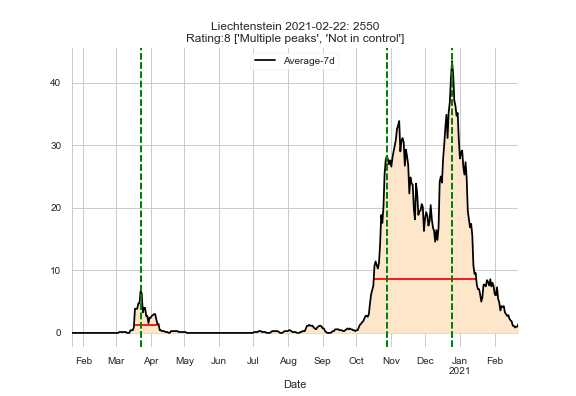 Liechtenstein 2021-02-22: 2550
Rating:8 ['Multiple peaks', 'Not in control']
Average-7d
40
30
20
10
0
Feb Mar Apr May Jun Jul Aug Sep Oct Nov Dec Jan Feb
2021
Date